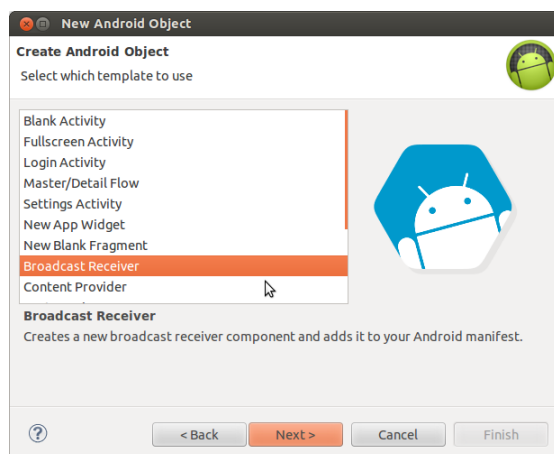 New Android Object
Create Android Object
Select which template to use
Blank Activity
Fullscreen Activity
Login Activity
Master/Detail Flow
Settings Activity
New App Widget
New Blank Fragment
Broadcast Receiver
Content Provider
Broadcast Receiver
Creates a new broadcast receiver component and adds it to your Android manifest.
?
< Back
Next >
Cancel
Finish